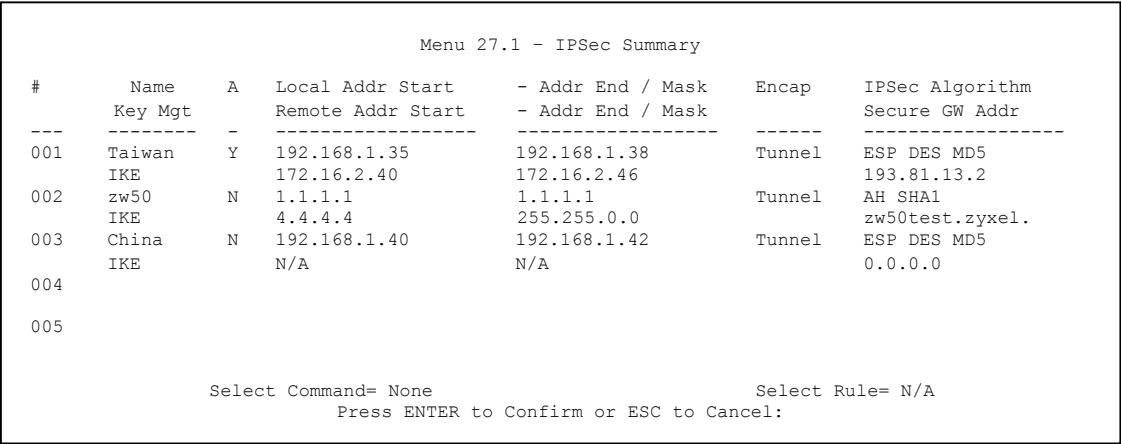 Menu 27.1 – IPSec Summary
# Name A Local Addr Start - Addr End / Mask Encap IPSec Algorithm
Key Mgt Remote Addr Start - Addr End / Mask Secure GW Addr
--- -------- - ------------------ ------------------ ------ ------------------
001 Taiwan Y 192.168.1.35 192.168.1.38 Tunnel ESP DES MD5
IKE 172.16.2.40 172.16.2.46 193.81.13.2
002 zw50 N 1.1.1.1 1.1.1.1 Tunnel AH SHA1
IKE 4.4.4.4 255.255.0.0 zw50test.zyxel.
003 China N 192.168.1.40 192.168.1.42 Tunnel ESP DES MD5
IKE N/A N/A 0.0.0.0
004
005
Select Command= None Select Rule= N/A
Press ENTER to Confirm or ESC to Cancel: